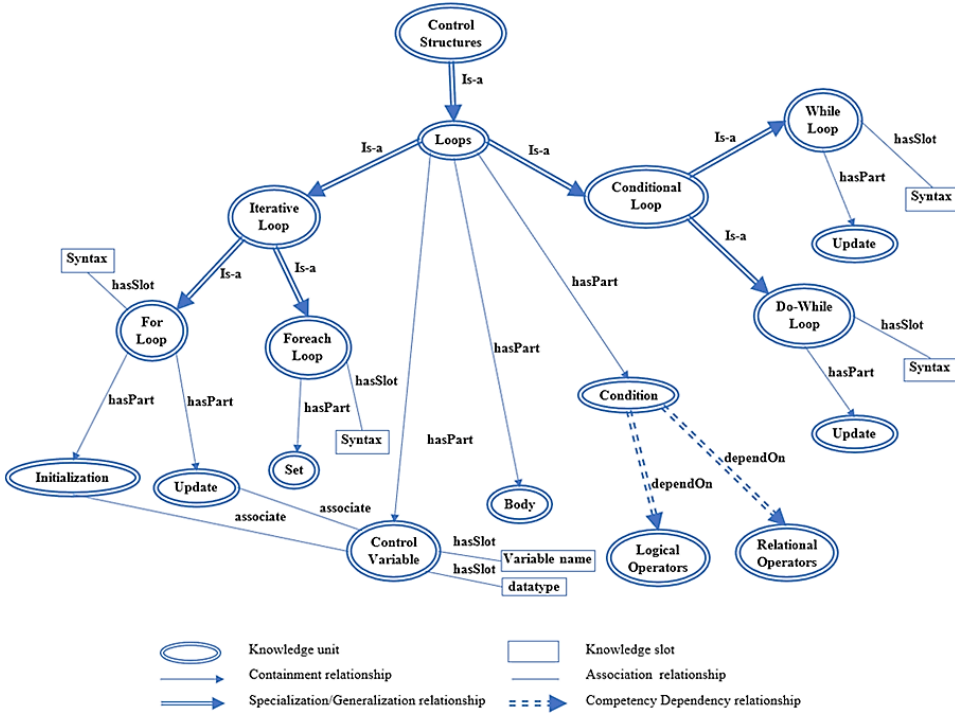 Control
Structures
Is-a
Loops
Is-a
Is-a
Is-a
While
Loop
hasSlot
Syntax
hasPart
Update
Conditional
Loop
Is-a
Do-While
Loop
hasSlot
Syntax
hasPart
Update
Iterative
Loop
Is-a
Is-a
Syntax
hasSlot
For
Loop
Foreach
Loop
hasPart
hasPart
hasPart
hasSlot
Syntax
Set
Initialization
Update
associate
associate
hasPart
hasPart
hasPart
Control
Variable
hasSlot
Variable name
hasSlot
datatype
Body
Condition
dependOn
dependOn
Logical
Operators
Relational
Operators
Knowledge unit
Knowledge slot
Containment relationship
Association relationship
Specialization/Generalization relationship
Competency Dependency relationship